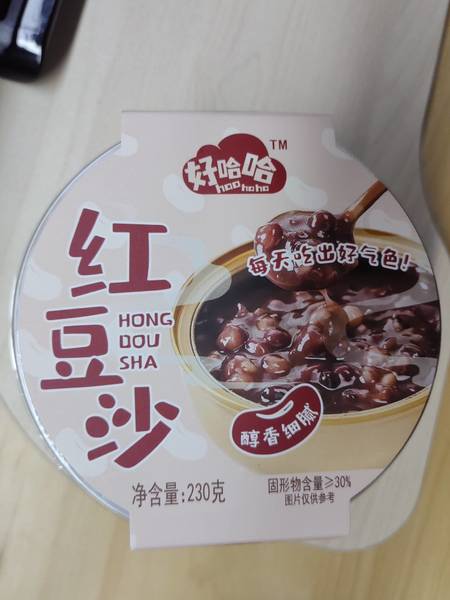 好哈哈
hao ha ha
TM
每天吃出好气色!
红豆沙
HONG
DOU
SHA
醇香细腻
净含量:230克
固形物含量≥30%
图片仅供参考